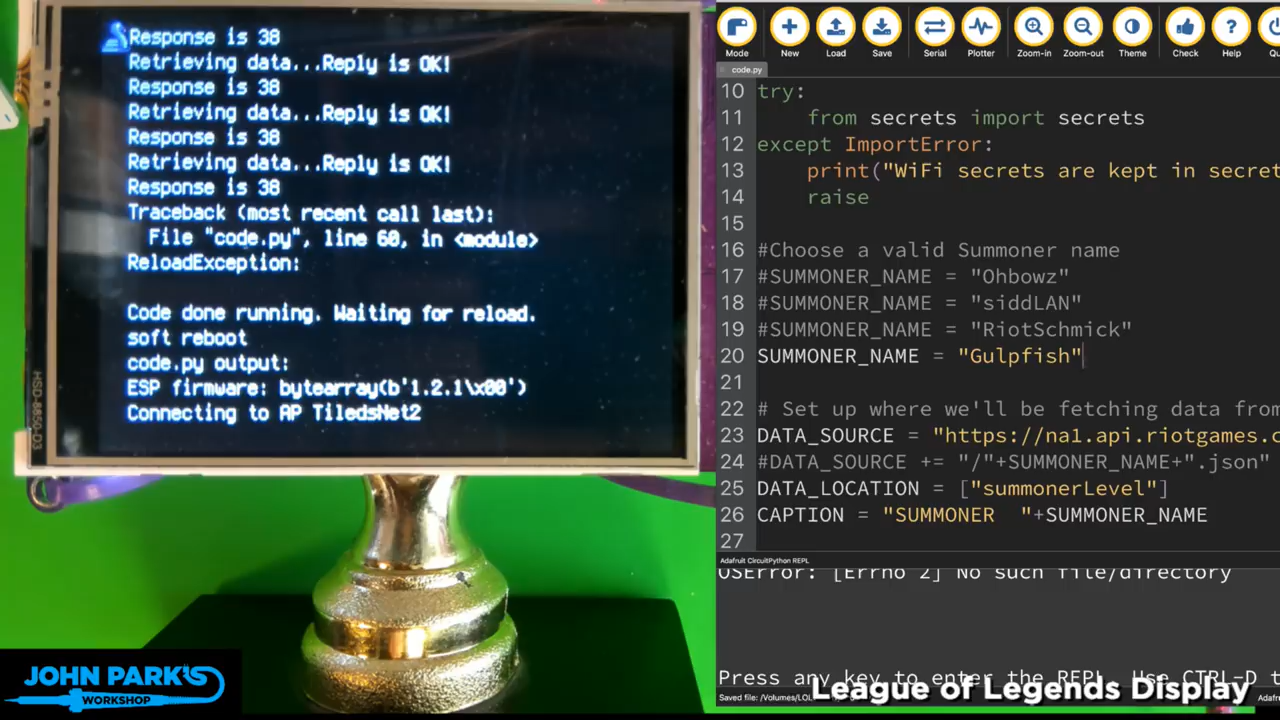 Response is 38
Retrieving data...Reply is OK!
Response is 38
Retrieving data...Reply is OK!
Response is 38
Retrieving data...Reply is OK!
Response is 38
Traceback (most recent call last):
File "code.py", line 60, in <module>
ReloadException:
Code done running. Waiting for reload.
soft reboot
code.py output:
ESP firmware: bytearray(b'1.2.1\x00')
Connecting to AP TiledsNet2
HSD-8650-D3
JOHN PARK'S
WORKSHOP
Mode New Load Save Serial Plotter Zoom-in Zoom-out Theme Check Help
code.py
10 try:
11 from secrets import secrets
12 except ImportError:
13 print("WiFi secrets are kept in secret
14 raise
15
16 #Choose a valid Summoner name
17 #SUMMONER_NAME = "Ohbowz"
18 #SUMMONER_NAME = "siddLAN"
19 #SUMMONER_NAME = "RiotSchmick"
20 SUMMONER_NAME = "Gulpfish"
21
22 # Set up where we'll be fetching data from
23 DATA_SOURCE = "https://na1.api.riotgames.c
24 #DATA_SOURCE += "/"+SUMMONER_NAME+".json"
25 DATA_LOCATION = ["summonerLevel"]
26 CAPTION = "SUMMONER  "+SUMMONER_NAME
27
Adafruit CircuitPython REPL
OSError: [Errno 2] No such file/directory
Press any key to enter the REPL. Use CTRL-D t
Saved file: /Volumes/LOL
League of Legends Display